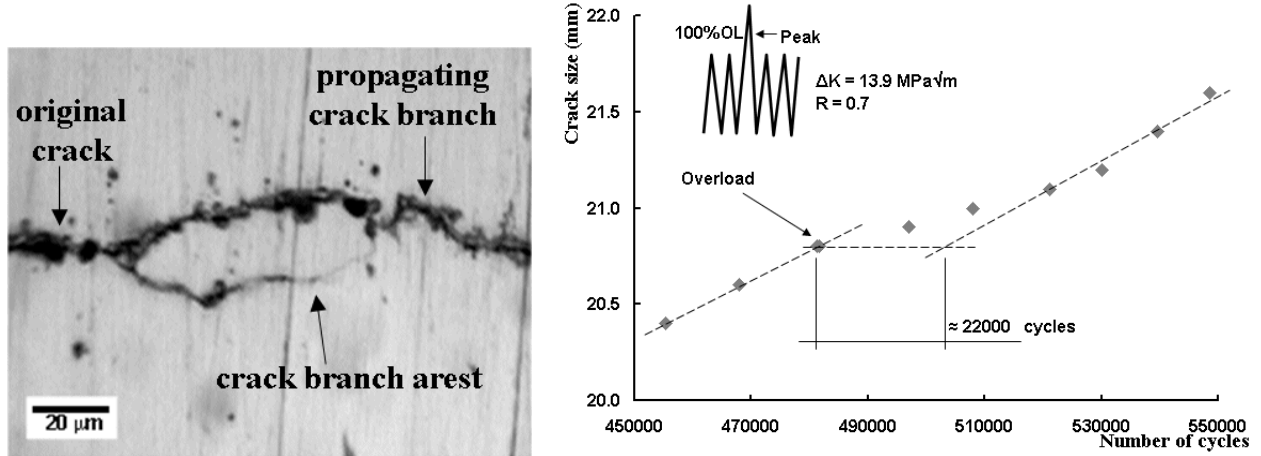 original
crack
propagating
crack branch
crack branch arest
20 µm
Crack size (mm)
22.0
21.5
21.0
20.5
20.0
100%OL
Peak
ΔK = 13.9 MPa√m
R = 0.7
Overload
≈ 22000 cycles
450000 470000 490000 510000 530000 550000
Number of cycles